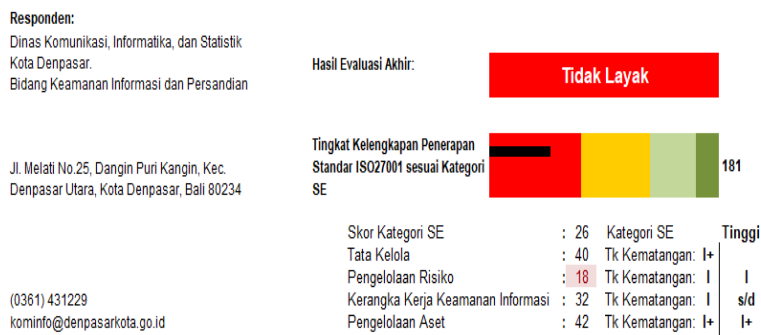 Responden:
Dinas Komunikasi, Informatika, dan Statistik
Kota Denpasar.
Bidang Keamanan Informasi dan Persandian
Hasil Evaluasi Akhir:
Tidak Layak
Jl. Melati No.25, Dangin Puri Kangin, Kec.
Denpasar Utara, Kota Denpasar, Bali 80234
Tingkat Kelengkapan Penerapan
Standar ISO27001 sesuai Kategori
SE
181
Skor Kategori SE : 26 Kategori SE Tinggi
Tata Kelola : 40 Tk Kematangan: I+
Pengelolaan Risiko : 18 Tk Kematangan: I I
Kerangka Kerja Keamanan Informasi : 32 Tk Kematangan: I s/d
Pengelolaan Aset : 42 Tk Kematangan: I+ I+
(0361) 431229
kominfo@denpasarkota.go.id